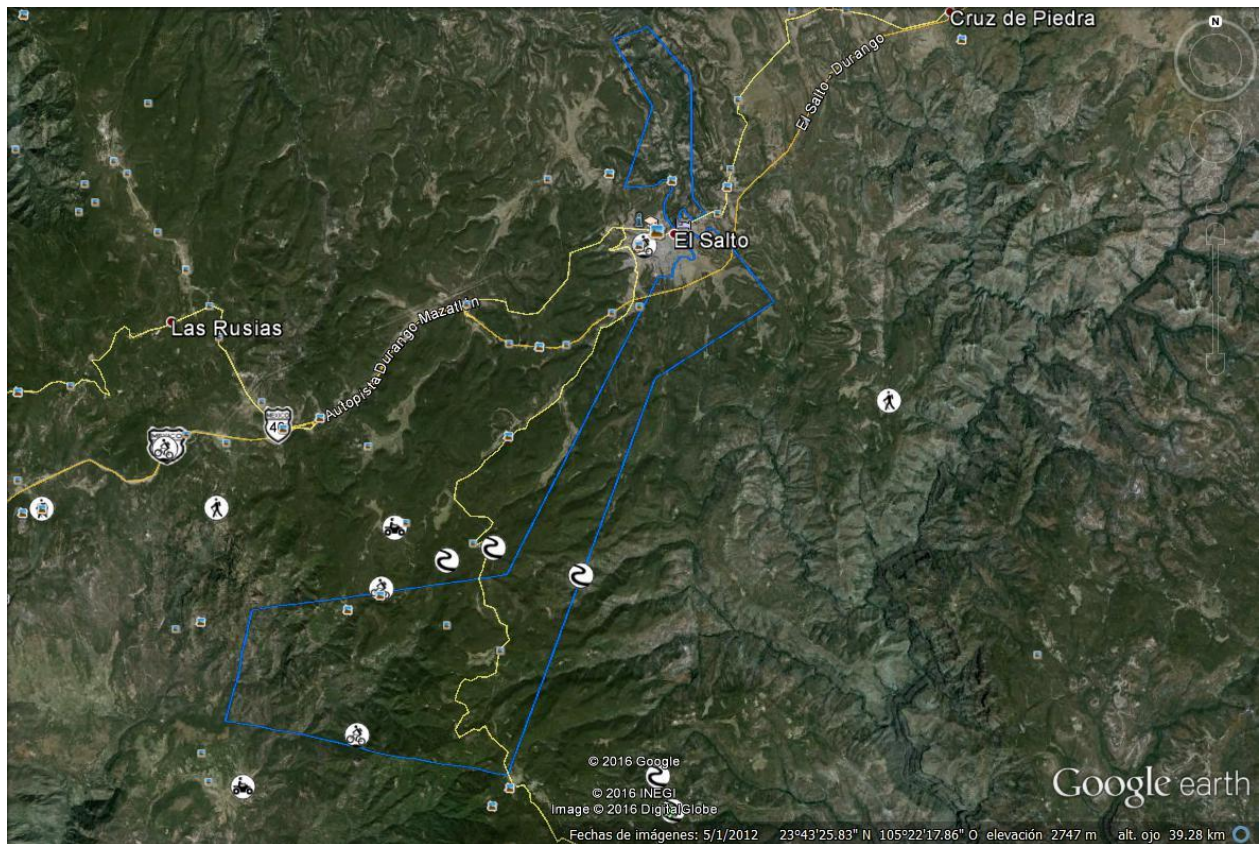 N
Cruz de Piedra
El Salto - Durango
El Salto
Las Rusias
Autopista Durango Mazatlán
MEXICO
40
© 2016 Google
© 2016 INEGI
Image © 2016 DigitalGlobe
Google earth
Fechas de imágenes: 5/1/2012 23°43'25.83" N 105°22'17.86" O elevación 2747 m alt. ojo 39.28 km